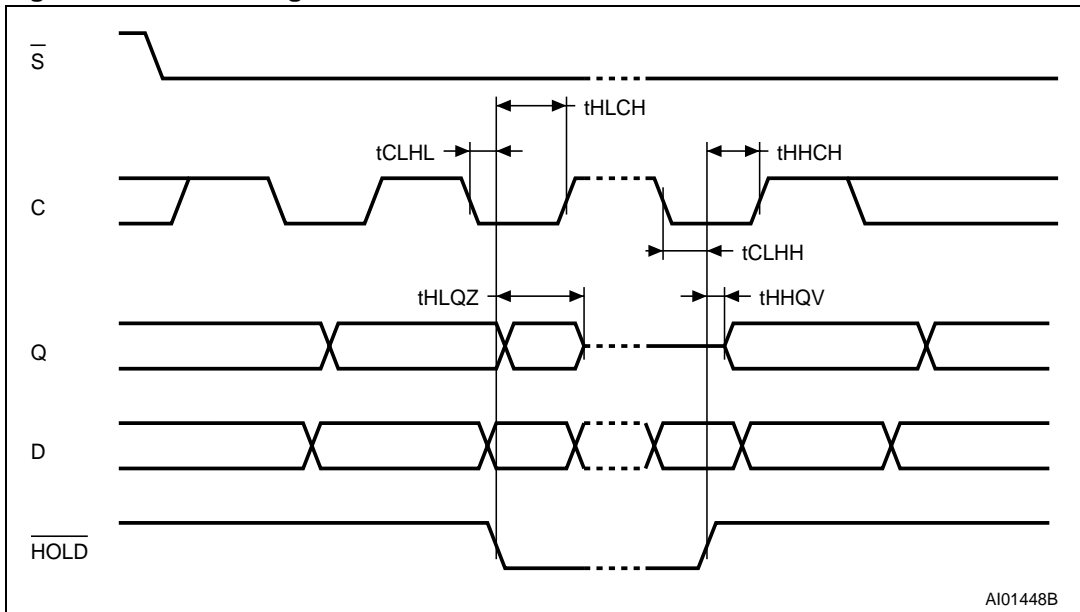 S
tHLCH
tCLHL
tHHCH
C
tCLHH
tHLQZ
tHHQV
Q
D
HOLD
AI01448B